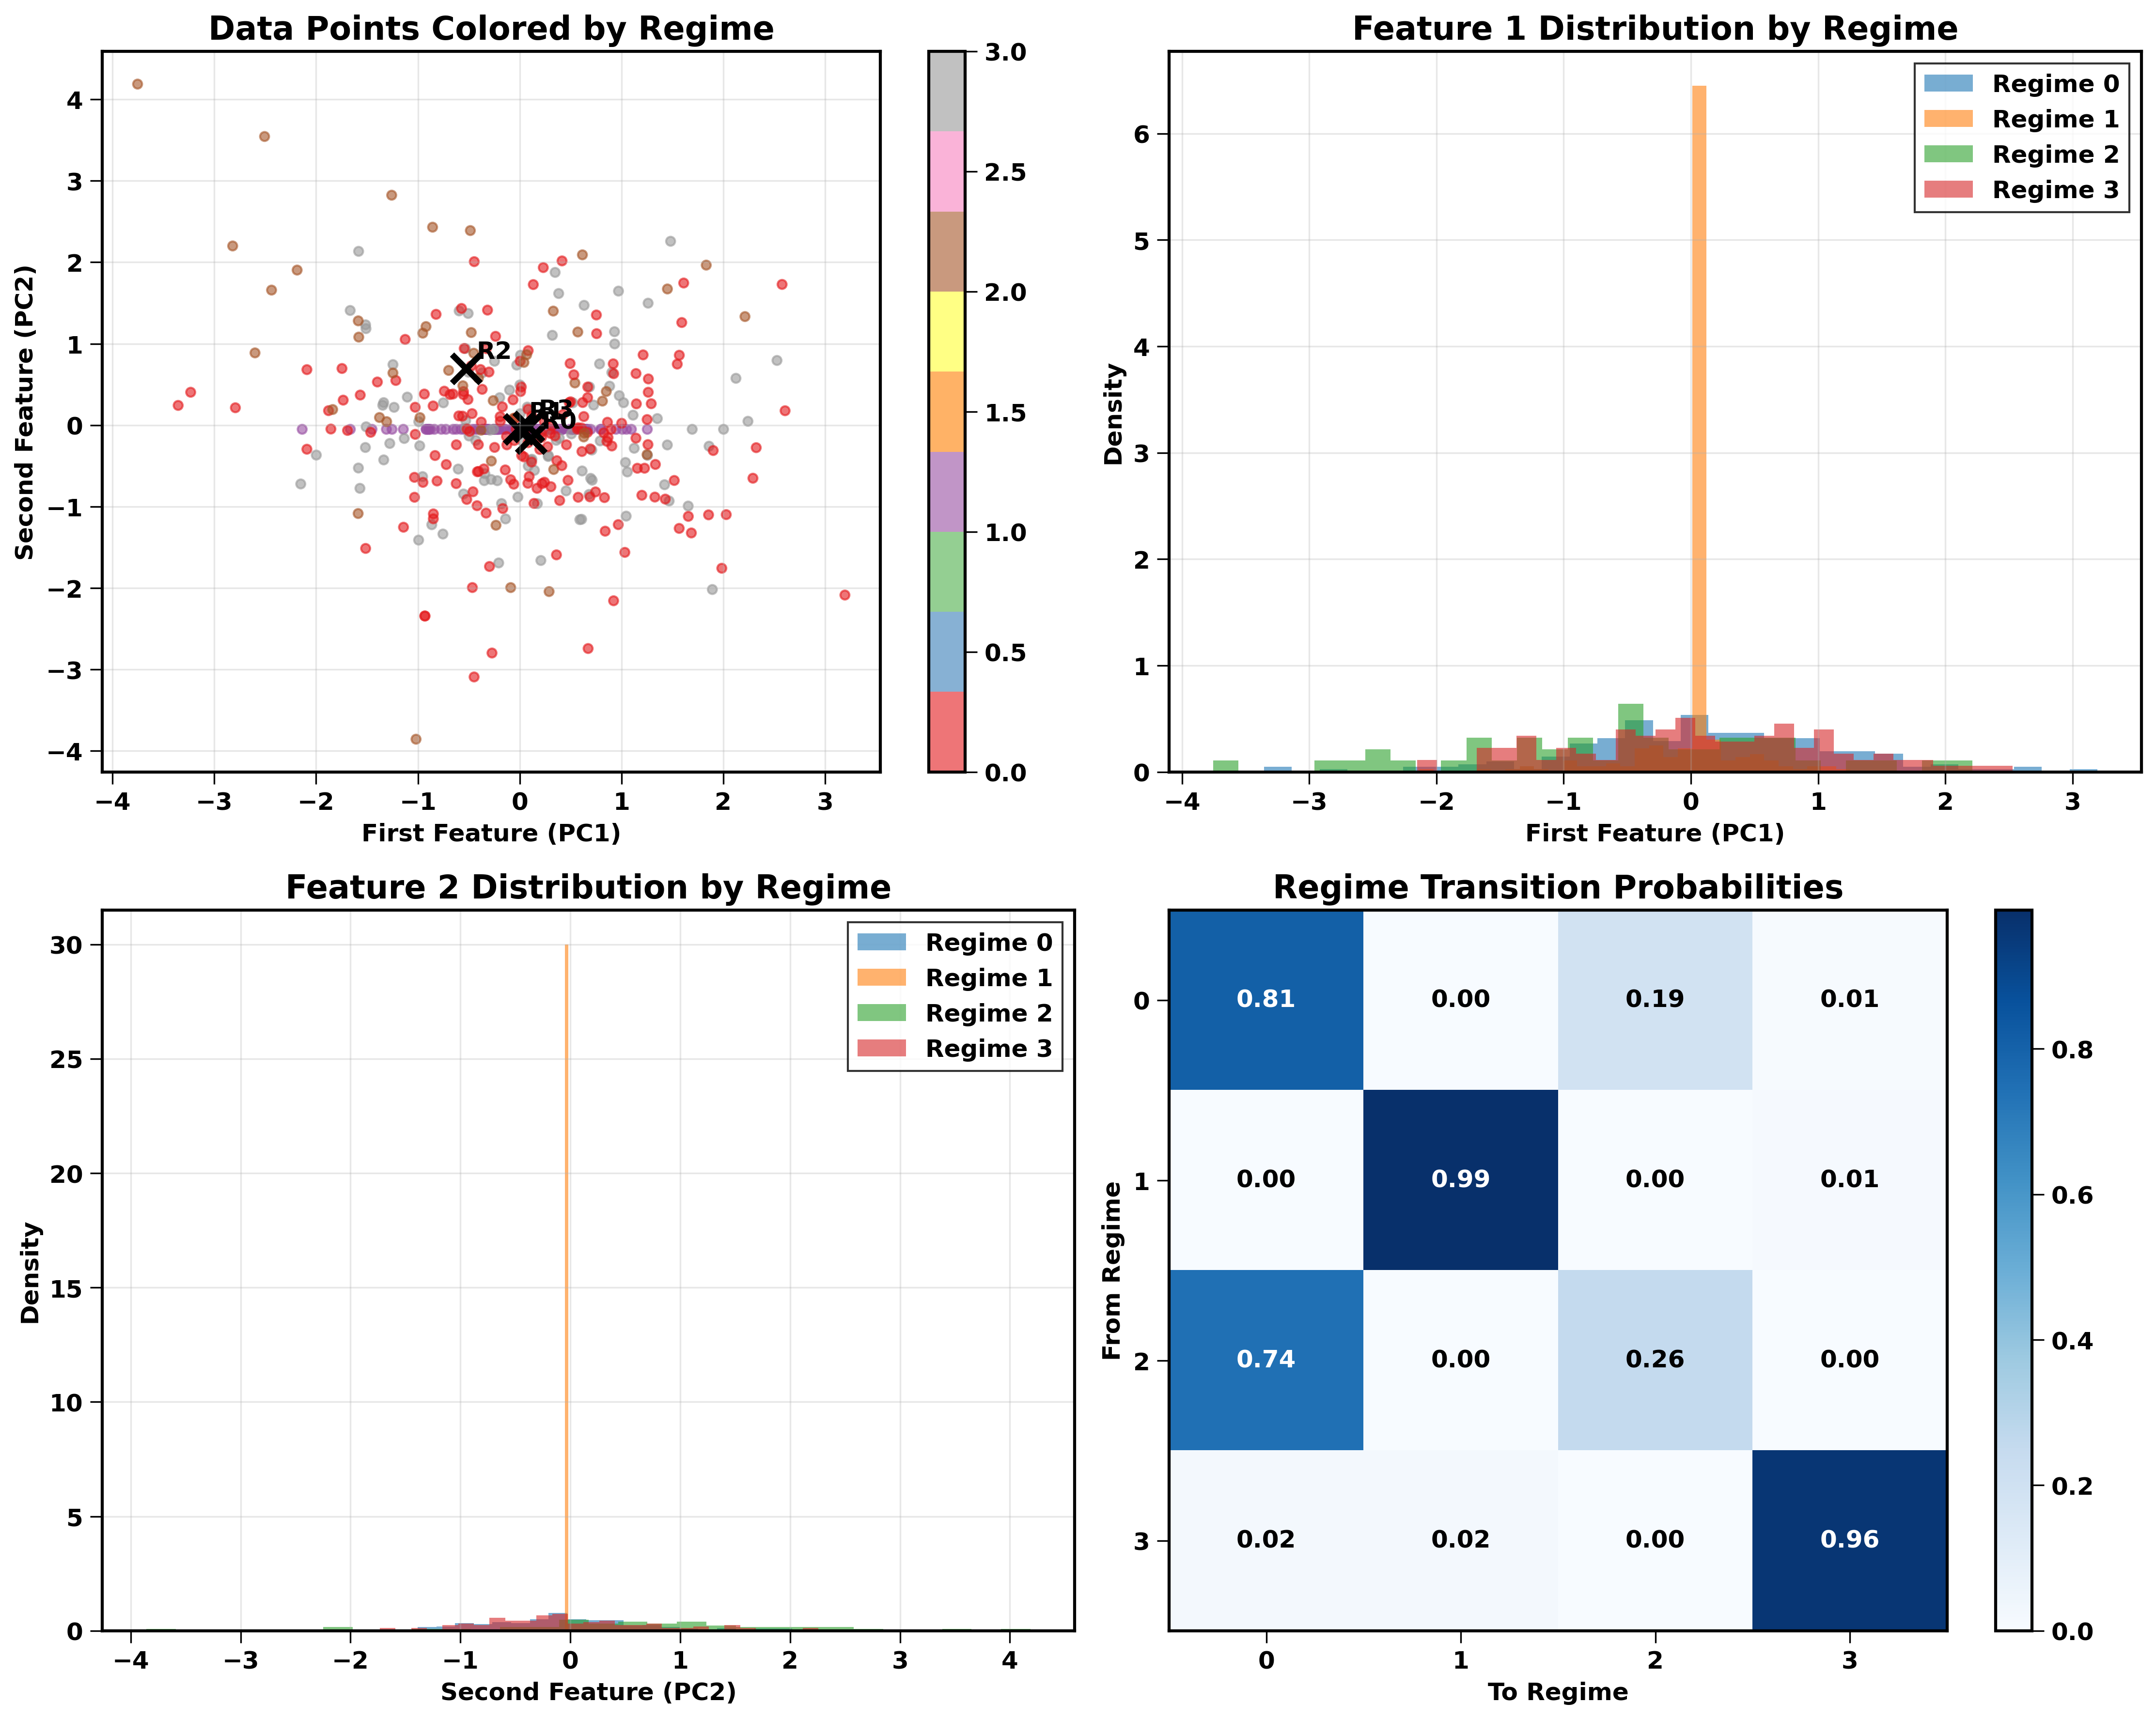 Data Points Colored by Regime
Second Feature (PC2)
4
3
2
1
0
−1
−2
−3
−4
R2
R3
R0
−4 −3 −2 −1 0 1 2 3
First Feature (PC1)
3.0
2.5
2.0
1.5
1.0
0.5
0.0
Feature 1 Distribution by Regime
Density
6
5
4
3
2
1
0
Regime 0
Regime 1
Regime 2
Regime 3
−4 −3 −2 −1 0 1 2 3
First Feature (PC1)
Feature 2 Distribution by Regime
Density
30
25
20
15
10
5
0
Regime 0
Regime 1
Regime 2
Regime 3
−4 −3 −2 −1 0 1 2 3 4
Second Feature (PC2)
Regime Transition Probabilities
From Regime
0 0.81 0.00 0.19 0.01
1 0.00 0.99 0.00 0.01
2 0.74 0.00 0.26 0.00
3 0.02 0.02 0.00 0.96
0 1 2 3
To Regime
0.8
0.6
0.4
0.2
0.0